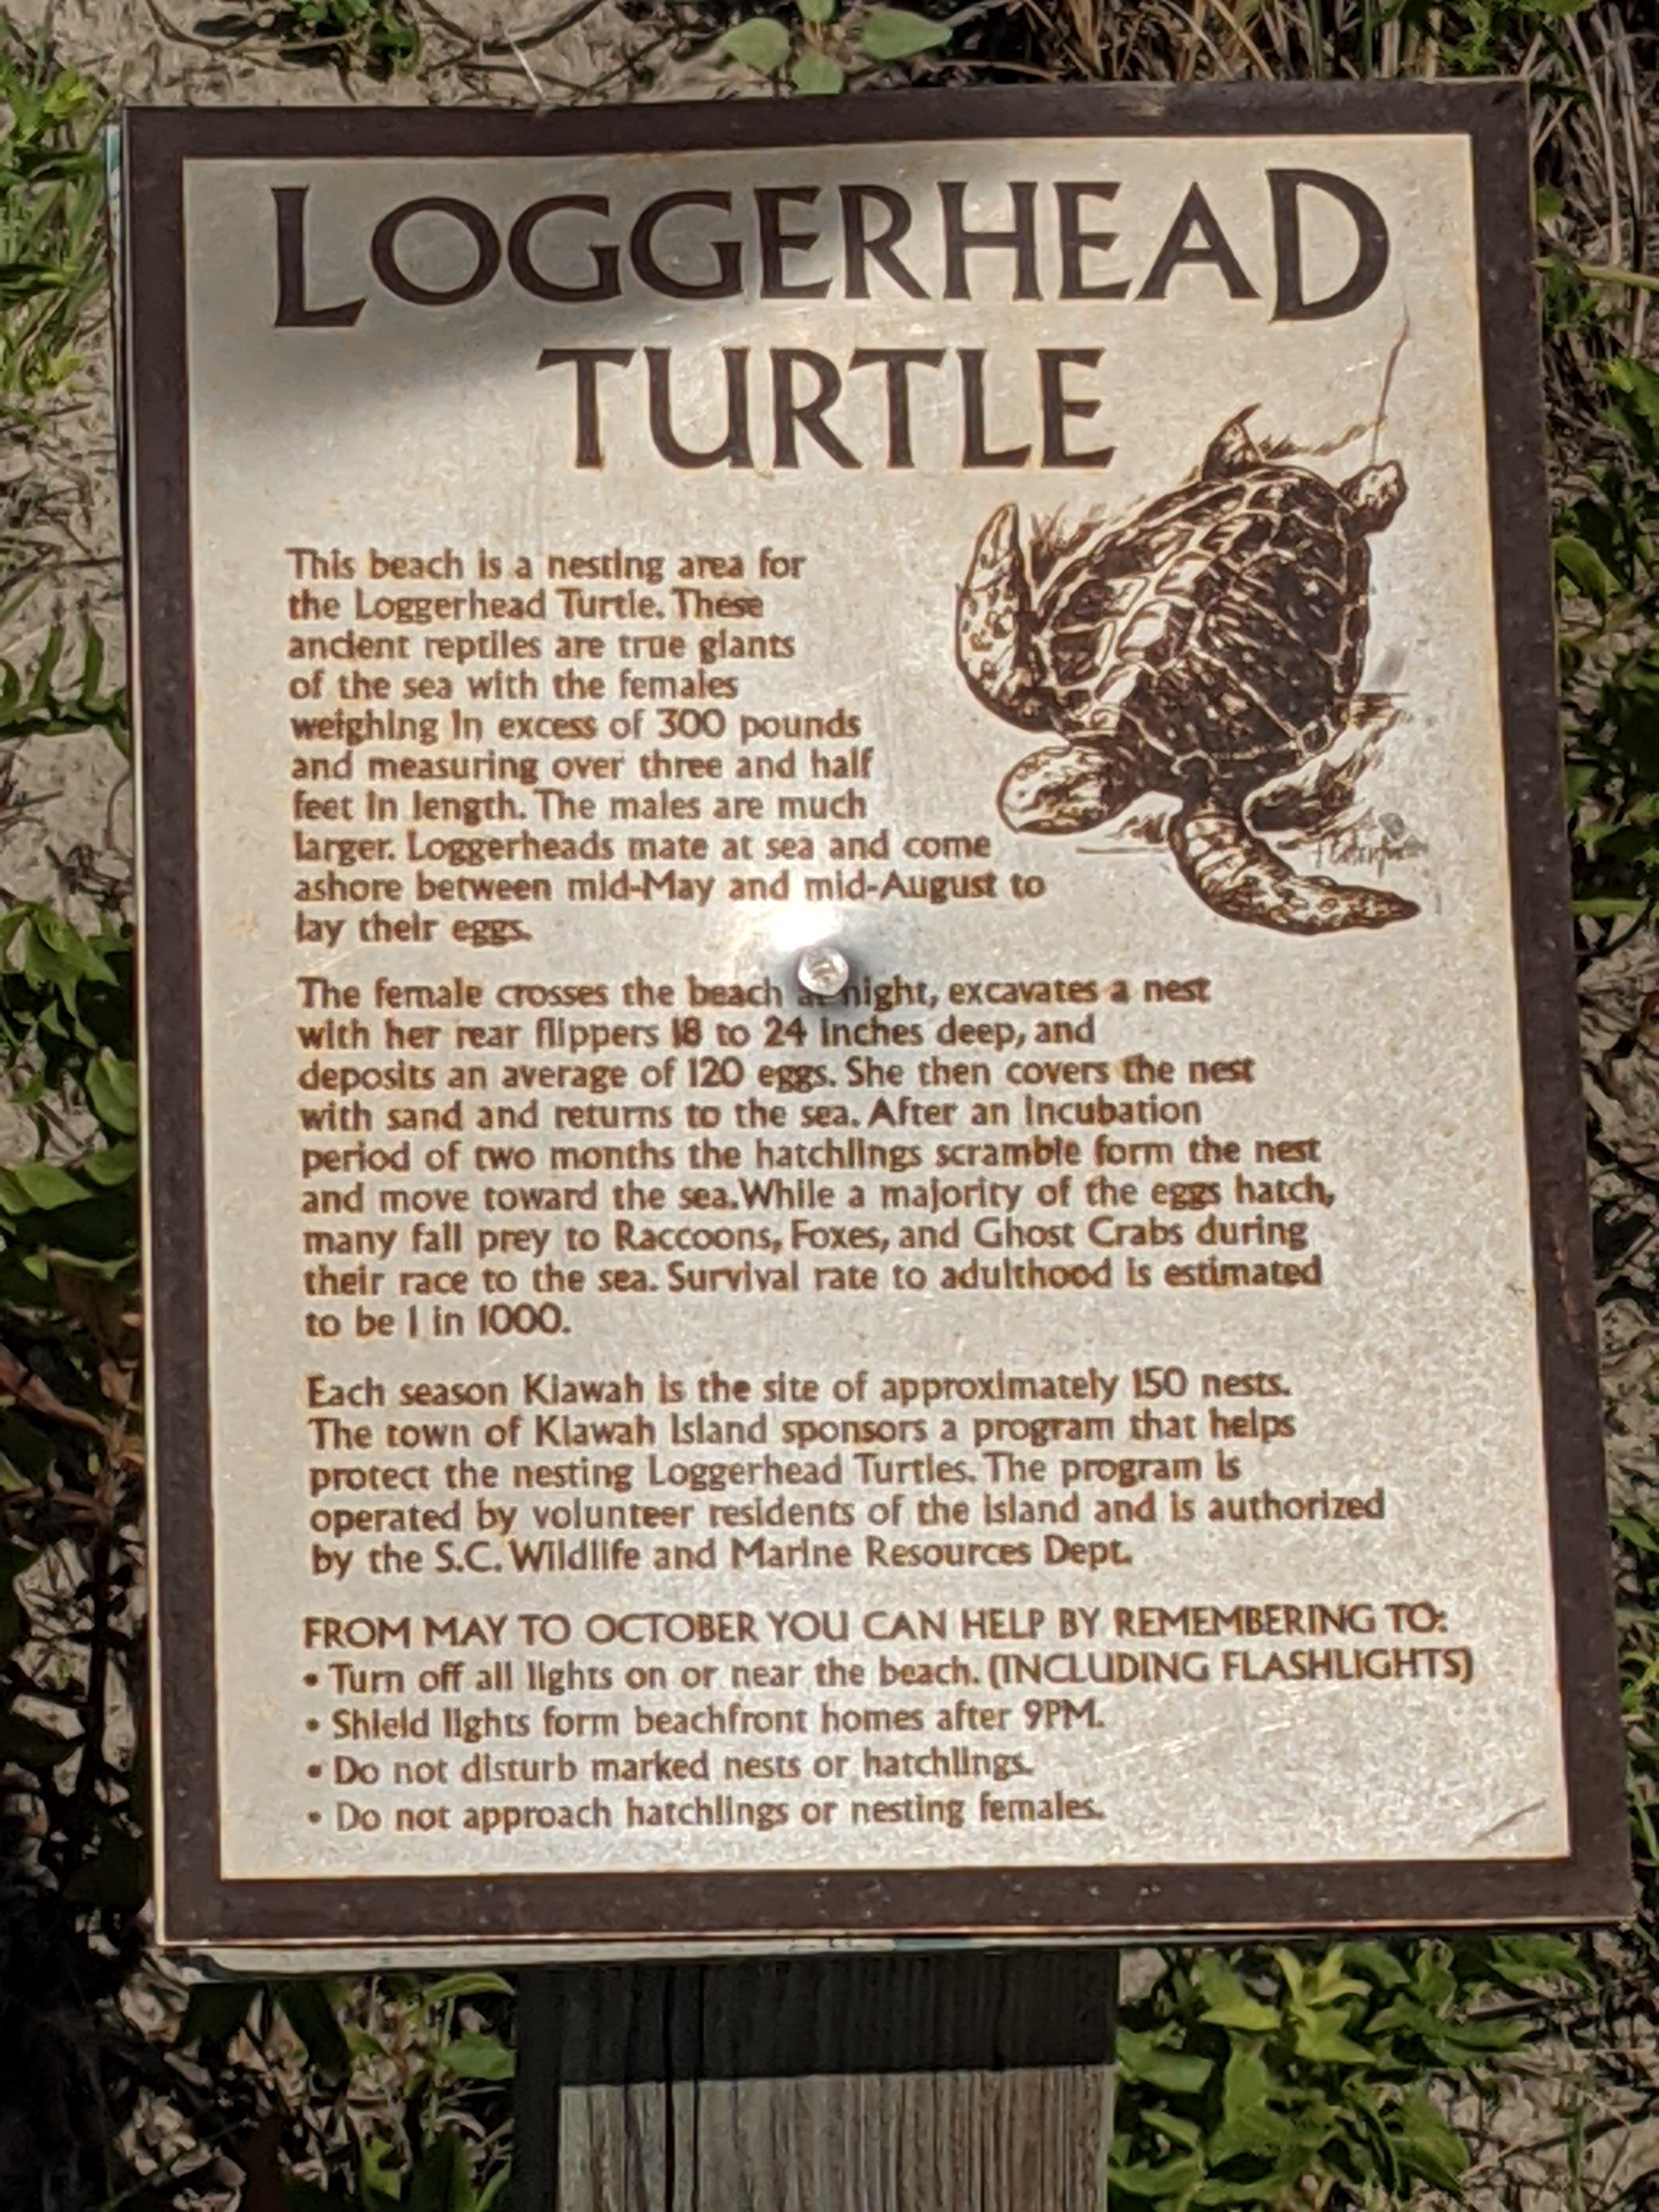 LOGGERHEAD
TURTLE
This beach is a nesting area for
the Loggerhead Turtle. These
ancient reptiles are true giants
of the sea with the females
weighing in excess of 300 pounds
and measuring over three and half
feet in length. The males are much
larger. Loggerheads mate at sea and come
ashore between mid-May and mid-August to
lay their eggs.
The female crosses the beach at night, excavates a nest
with her rear flippers 18 to 24 inches deep, and
deposits an average of 120 eggs. She then covers the nest
with sand and returns to the sea. After an incubation
period of two months the hatchlings scramble form the nest
and move toward the sea.While a majority of the eggs hatch,
many fall prey to Raccoons, Foxes, and Ghost Crabs during
their race to the sea. Survival rate to adulthood is estimated
to be 1 in 1000.
Each season Kiawah is the site of approximately 150 nests.
The town of Kiawah Island sponsors a program that helps
protect the nesting Loggerhead Turtles. The program is
operated by volunteer residents of the island and is authorized
by the S.C. Wildlife and Marine Resources Dept.
FROM MAY TO OCTOBER YOU CAN HELP BY REMEMBERING TO:
• Turn off all lights on or near the beach. (INCLUDING FLASHLIGHTS)
• Shield lights form beachfront homes after 9PM.
• Do not disturb marked nests or hatchlings.
• Do not approach hatchlings or nesting females.